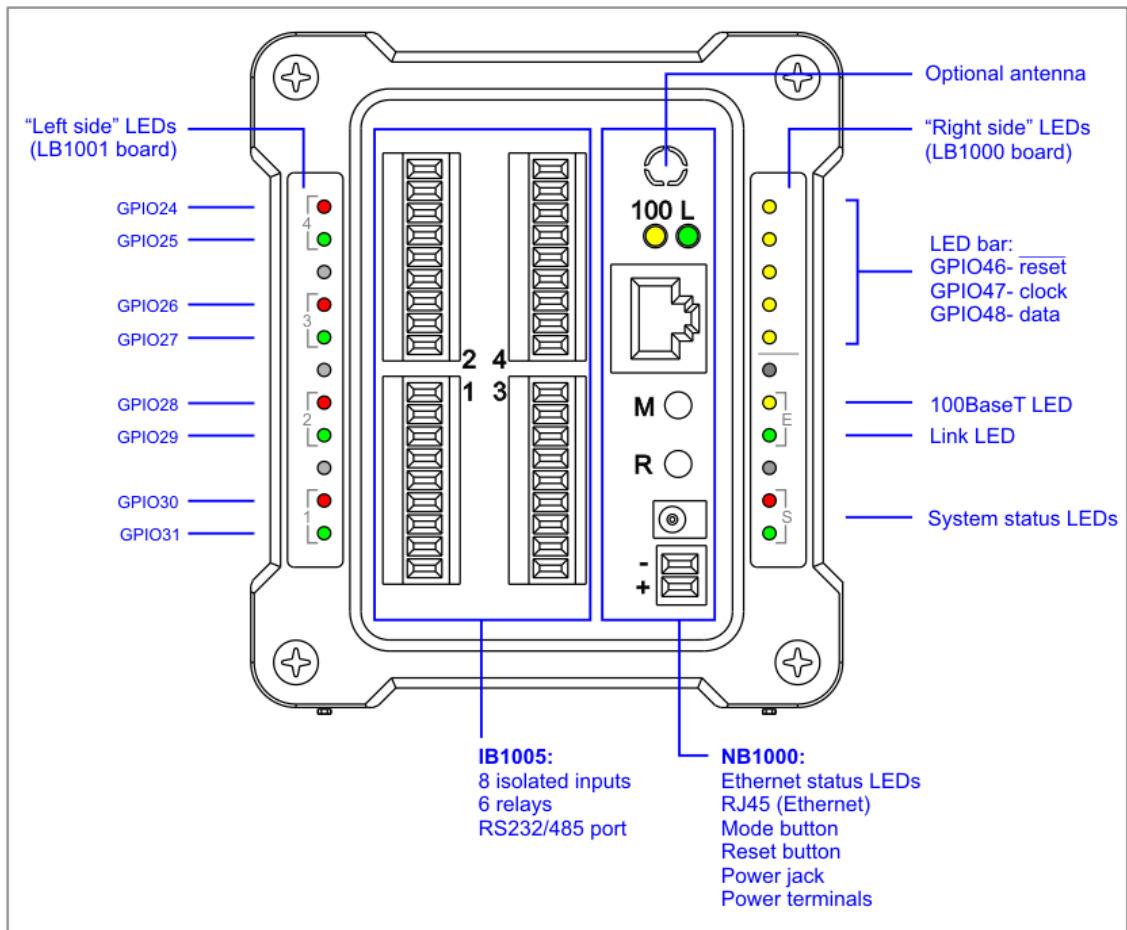 Optional antenna
“Left side” LEDs
(LB1001 board)
“Right side” LEDs
(LB1000 board)
GPIO24
GPIO25
GPIO26
GPIO27
GPIO28
GPIO29
GPIO30
GPIO31
4
3
2
1
2 4
1 3
100 L
M
R
-
+
E
S
LED bar:
GPIO46- reset
GPIO47- clock
GPIO48- data
100BaseT LED
Link LED
System status LEDs
IB1005:
8 isolated inputs
6 relays
RS232/485 port
NB1000:
Ethernet status LEDs
RJ45 (Ethernet)
Mode button
Reset button
Power jack
Power terminals